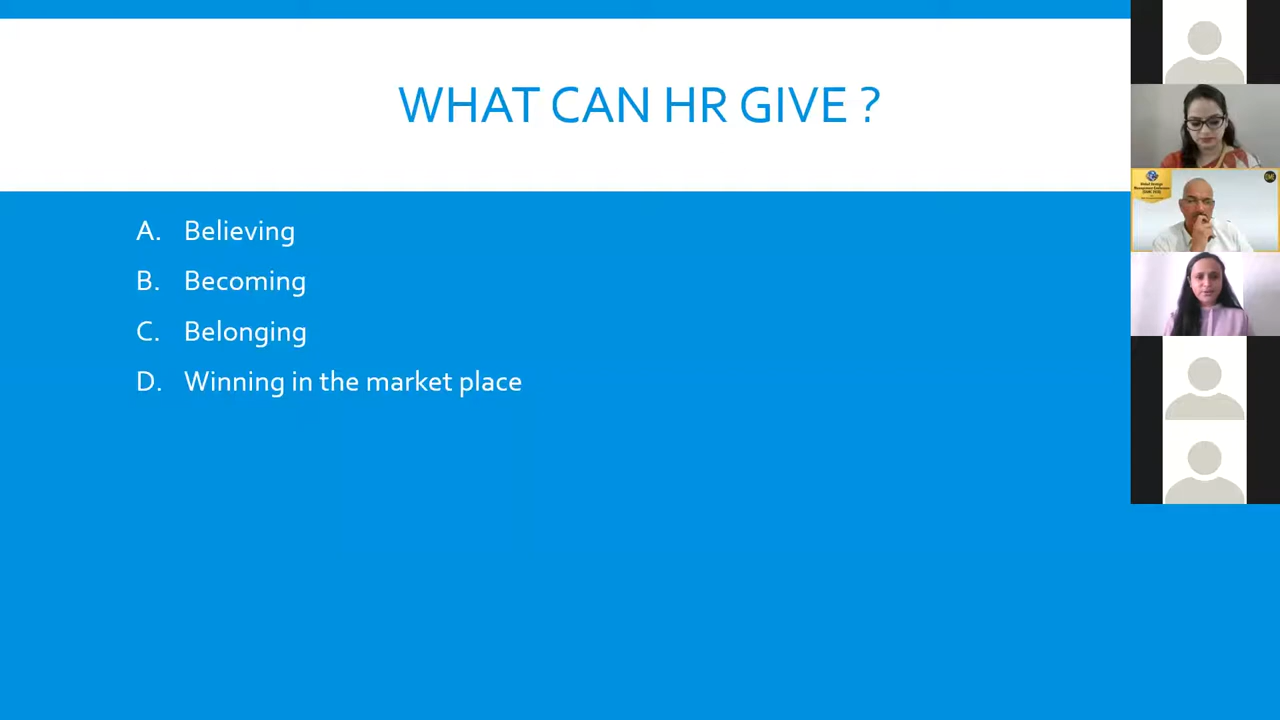 WHAT CAN HR GIVE ?
A. Believing
B. Becoming
C. Belonging
D. Winning in the market place